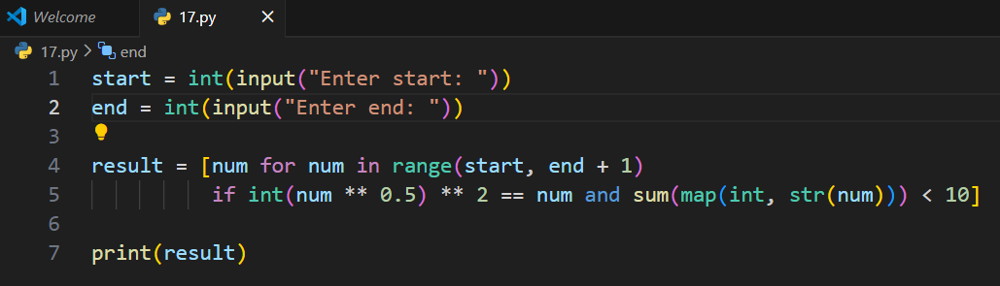 Welcome 17.py
17.py > end
1 start = int(input("Enter start: "))
2 end = int(input("Enter end: "))
3
4 result = [num for num in range(start, end + 1)
5 if int(num ** 0.5) ** 2 == num and sum(map(int, str(num))) < 10]
6
7 print(result)